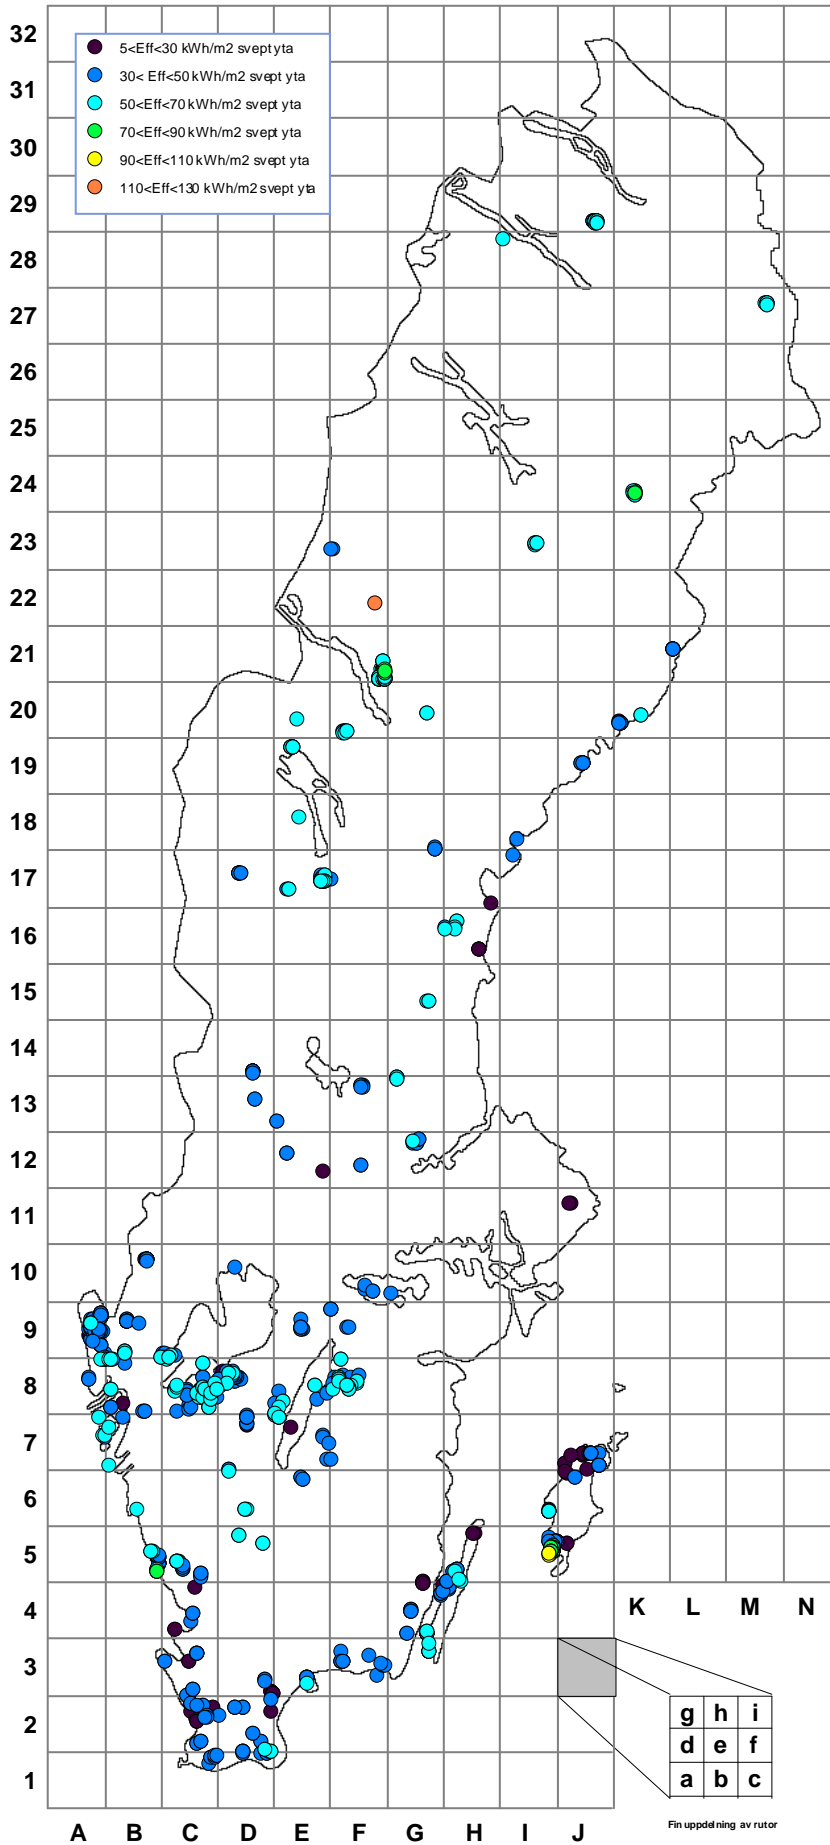 32
5<Eff<30 kWh/m2 svept yta
30< Eff<50 kWh/m2 svept yta
50<Eff<70 kWh/m2 svept yta
70<Eff<90 kWh/m2 svept yta
90<Eff<110 kWh/m2 svept yta
110<Eff<130 kWh/m2 svept yta
31
30
29
28
27
26
25
24
23
22
21
20
19
18
17
16
15
14
13
12
11
10
9
8
7
6
5
4
K L M N
3
g h i
d e f
a b c
2
1
Fin uppdelning av rutor
A B C D E F G H I J